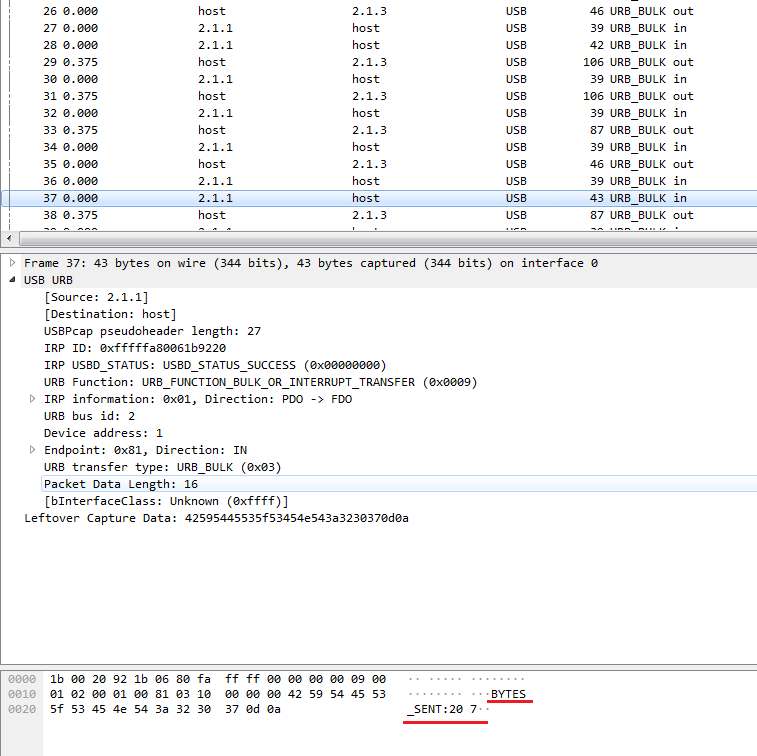 26 0.000 host 2.1.3 USB 46 URB_BULK out
27 0.000 2.1.1 host USB 39 URB_BULK in
28 0.000 2.1.1 host USB 42 URB_BULK in
29 0.375 host 2.1.3 USB 106 URB_BULK out
30 0.000 2.1.1 host USB 39 URB_BULK in
31 0.375 host 2.1.3 USB 106 URB_BULK out
32 0.000 2.1.1 host USB 39 URB_BULK in
33 0.375 host 2.1.3 USB 87 URB_BULK out
34 0.000 2.1.1 host USB 39 URB_BULK in
35 0.000 host 2.1.3 USB 46 URB_BULK out
36 0.000 2.1.1 host USB 39 URB_BULK in
37 0.000 2.1.1 host USB 43 URB_BULK in
38 0.375 host 2.1.3 USB 87 URB_BULK out
Frame 37: 43 bytes on wire (344 bits), 43 bytes captured (344 bits) on interface 0
USB URB
[Source: 2.1.1]
[Destination: host]
USBPcap pseudoheader length: 27
IRP ID: 0xfffffa80061b9220
IRP USBD_STATUS: USBD_STATUS_SUCCESS (0x00000000)
URB Function: URB_FUNCTION_BULK_OR_INTERRUPT_TRANSFER (0x0009)
IRP information: 0x01, Direction: PDO -> FDO
URB bus id: 2
Device address: 1
Endpoint: 0x81, Direction: IN
URB transfer type: URB_BULK (0x03)
Packet Data Length: 16
[bInterfaceClass: Unknown (0xffff)]
Leftover Capture Data: 42595445535f53454e543a3230370d0a
0000 1b 00 20 92 1b 06 80 fa ff ff 00 00 00 00 09 00 ·· ····· ········
0010 01 02 00 01 00 81 03 10 00 00 00 42 59 54 45 53 ········ ···BYTES
0020 5f 53 45 4e 54 3a 32 30 37 0d 0a _SENT:20 7··